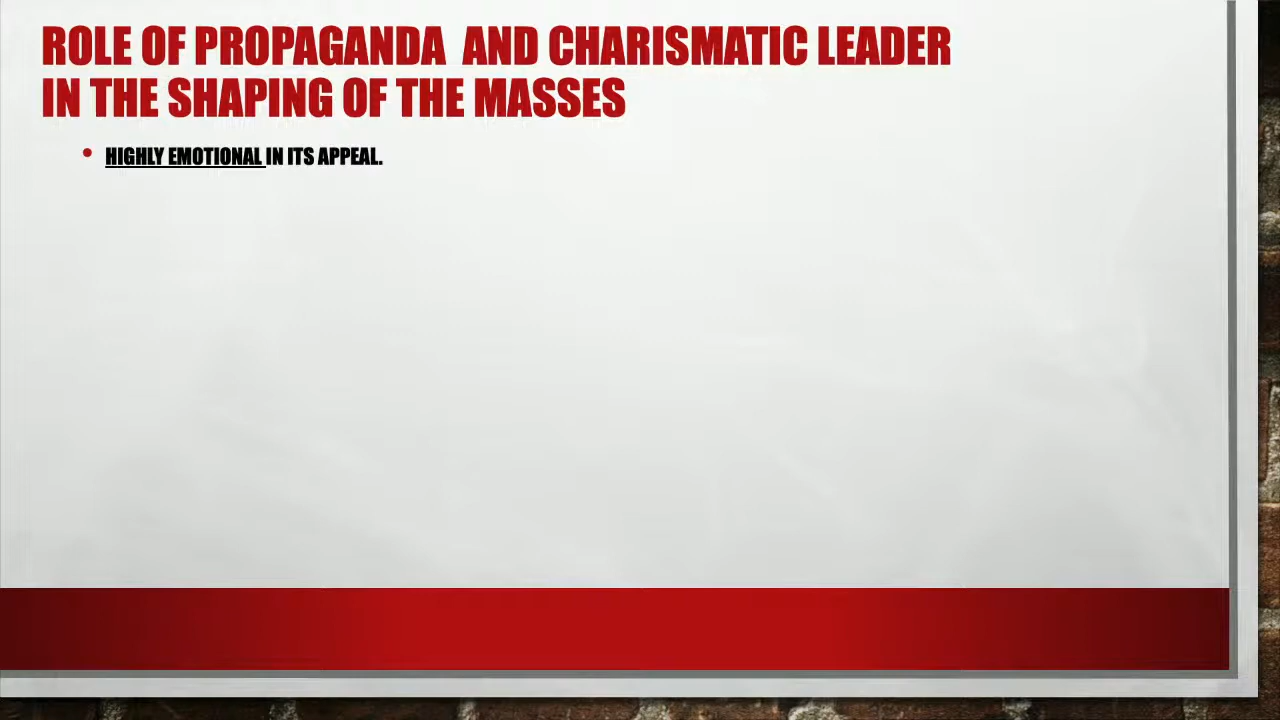 ROLE OF PROPAGANDA AND CHARISMATIC LEADER
IN THE SHAPING OF THE MASSES
• HIGHLY EMOTIONAL IN ITS APPEAL.